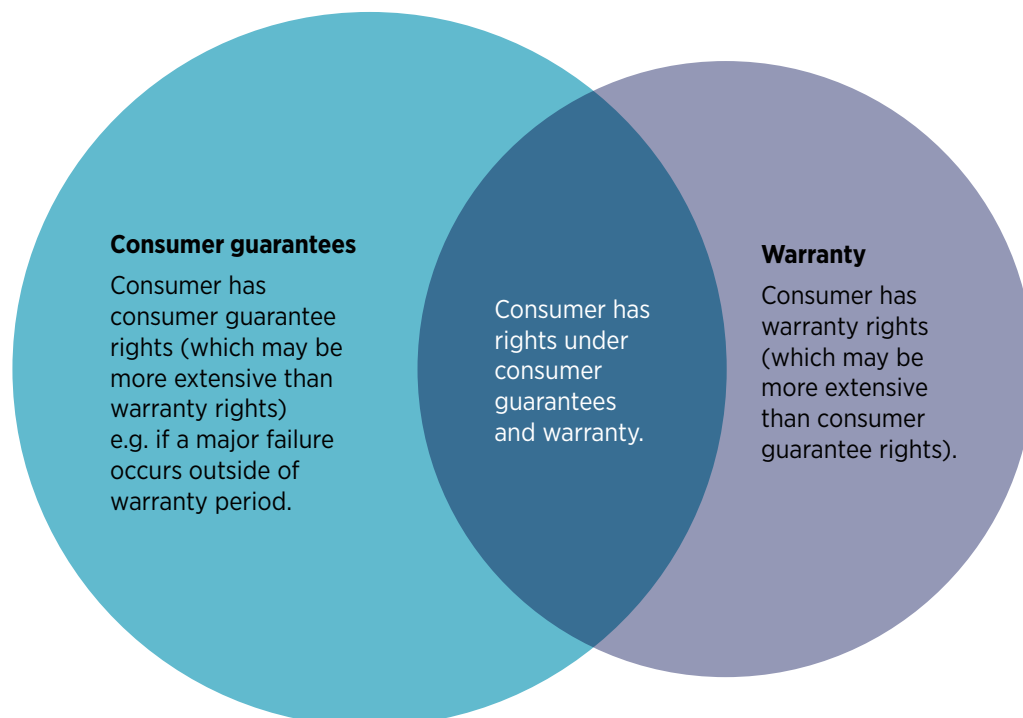 Consumer guarantees
Consumer has
consumer guarantee
rights (which may be
more extensive than
warranty rights)
e.g. if a major failure
occurs outside of
warranty period.
Consumer has
rights under
consumer
guarantees
and warranty.
Warranty
Consumer has
warranty rights
(which may be
more extensive
than consumer
guarantee rights).